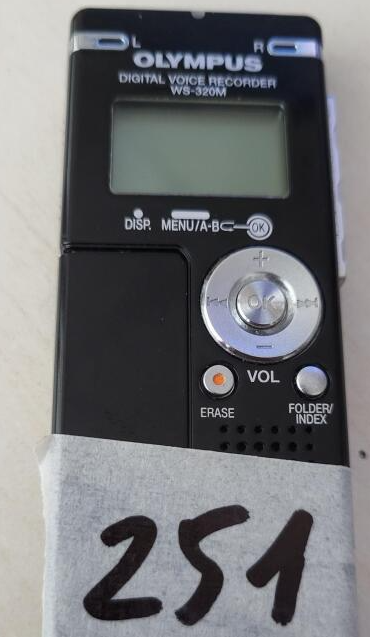 L R
OLYMPUS
DIGITAL VOICE RECORDER
WS-320M
DISP. MENU/A-B OK
+
OK
−
VOL
ERASE FOLDER/
INDEX
251